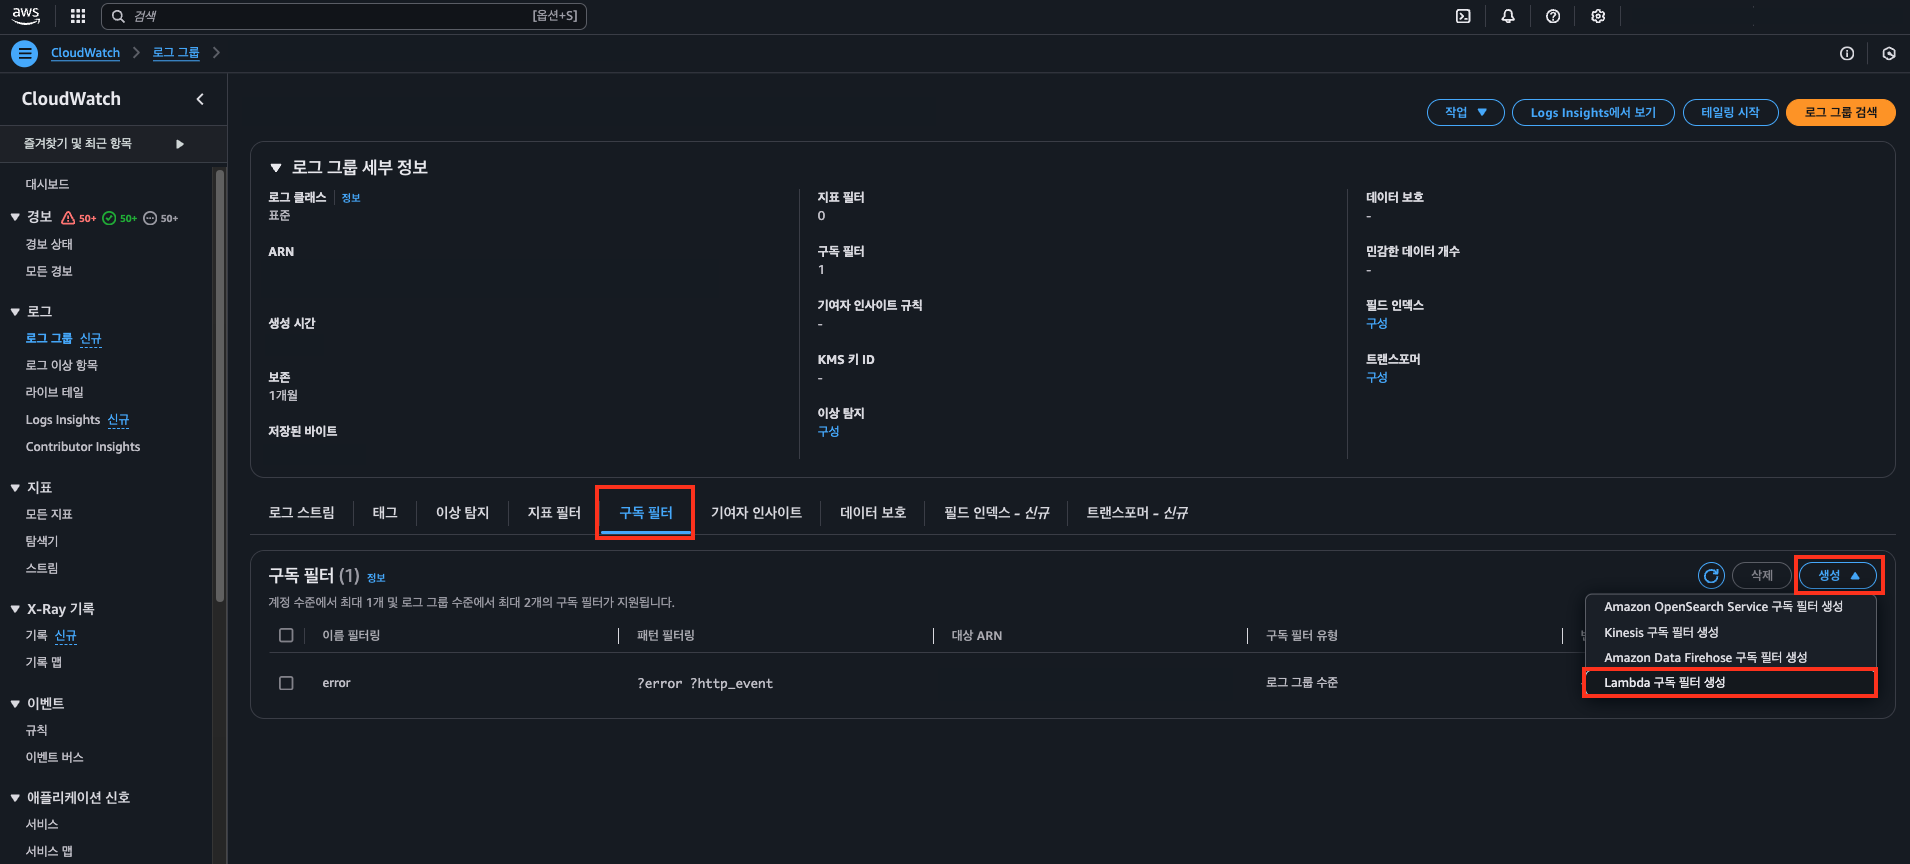 aws
검색
[옵션+S]
CloudWatch
로그 그룹
CloudWatch
즐겨찾기 및 최근 항목
대시보드
경보 50+ 50+ 50+
경보 상태
모든 경보
로그
로그 그룹 신규
로그 이상 항목
라이브 테일
Logs Insights 신규
Contributor Insights
지표
모든 지표
탐색기
스트림
X-Ray 기록
기록 신규
기록 맵
이벤트
규칙
이벤트 버스
애플리케이션 신호
서비스
서비스 맵
작업
Logs Insights에서 보기
테일링 시작
로그 그룹 검색
로그 그룹 세부 정보
로그 클래스 정보
표준
ARN
생성 시간
보존
1개월
저장된 바이트
지표 필터
0
구독 필터
1
기여자 인사이트 규칙
-
KMS 키 ID
-
이상 탐지
구성
데이터 보호
-
민감한 데이터 개수
-
필드 인덱스
구성
트랜스포머
구성
로그 스트림
태그
이상 탐지
지표 필터
구독 필터
기여자 인사이트
데이터 보호
필드 인덱스 - 신규
트랜스포머 - 신규
구독 필터 (1) 정보
삭제
생성
계정 수준에서 최대 1개 및 로그 그룹 수준에서 최대 2개의 구독 필터가 지원됩니다.
Amazon OpenSearch Service 구독 필터 생성
Kinesis 구독 필터 생성
Amazon Data Firehose 구독 필터 생성
Lambda 구독 필터 생성
이름 필터링
패턴 필터링
대상 ARN
구독 필터 유형
error
?error ?http_event
로그 그룹 수준